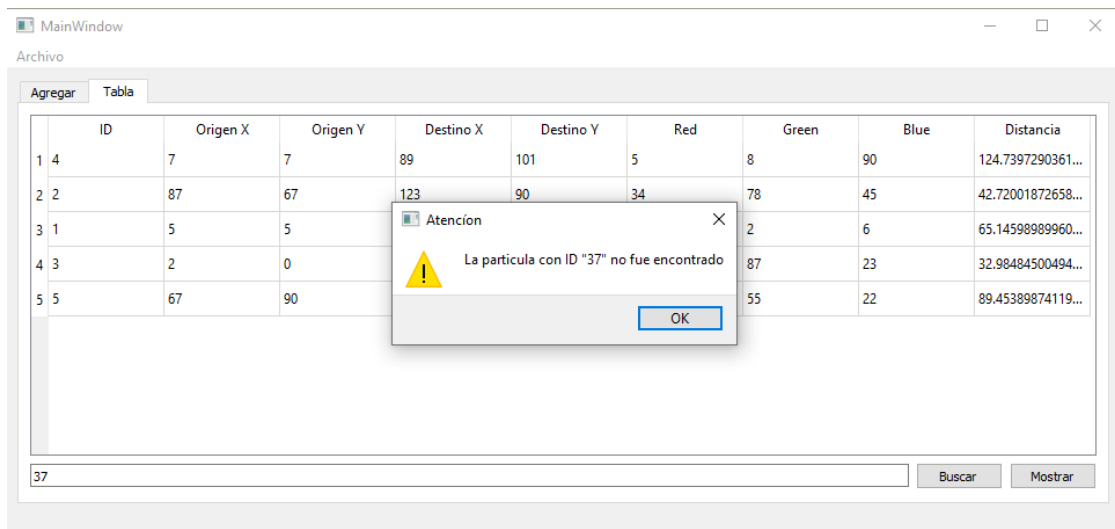 MainWindow
Archivo
Agregar Tabla
ID Origen X Origen Y Destino X Destino Y Red Green Blue Distancia
1 4 7 7 89 101 5 8 90 124.7397290361...
2 2 87 67 123 90 34 78 45 42.72001872658...
Atencíon
3 1 5 5 2 6 65.14598989960...
La particula con ID "37" no fue encontrado
4 3 2 0 87 23 32.98484500494...
5 5 67 90 55 22 89.45389874119...
OK
37 Buscar Mostrar